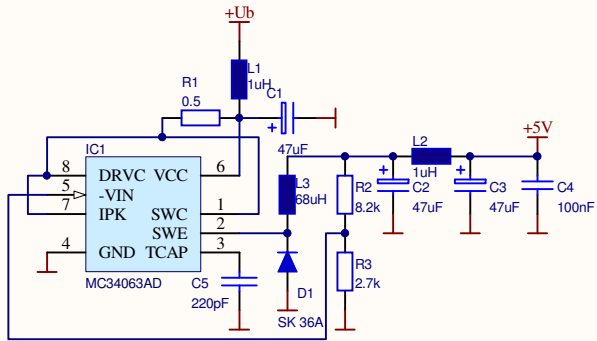 +Ub
L1
1uH
R1
0.5
C1
47uF
IC1
8 DRVC VCC 6
5 -VIN
7 IPK SWC 1
SWE 2
4 GND TCAP 3
MC34063AD
C5
220pF
L3
68uH
D1
SK 36A
R2
8.2k
R3
2.7k
L2
1uH
C2
47uF
C3
47uF
+5V
C4
100nF